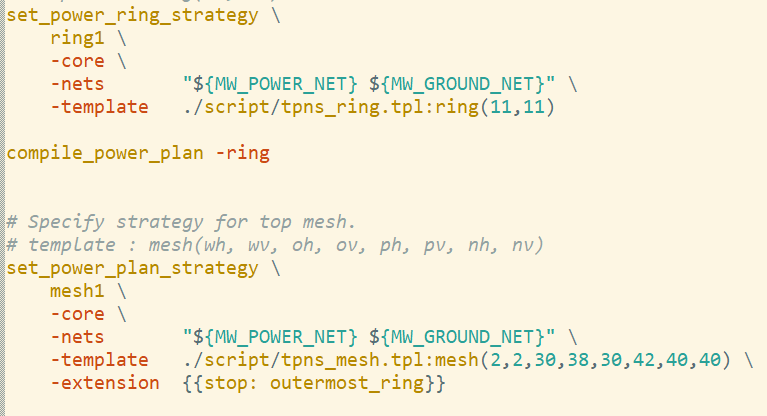 set_power_ring_strategy \
    ring1 \
    -core \
    -nets       "${MW_POWER_NET} ${MW_GROUND_NET}" \
    -template   ./script/tpns_ring.tpl:ring(11,11)

compile_power_plan -ring


# Specify strategy for top mesh.
# template : mesh(wh, wv, oh, ov, ph, pv, nh, nv)
set_power_plan_strategy \
    mesh1 \
    -core \
    -nets       "${MW_POWER_NET} ${MW_GROUND_NET}" \
    -template   ./script/tpns_mesh.tpl:mesh(2,2,30,38,30,42,40,40) \
    -extension  {{stop: outermost_ring}}